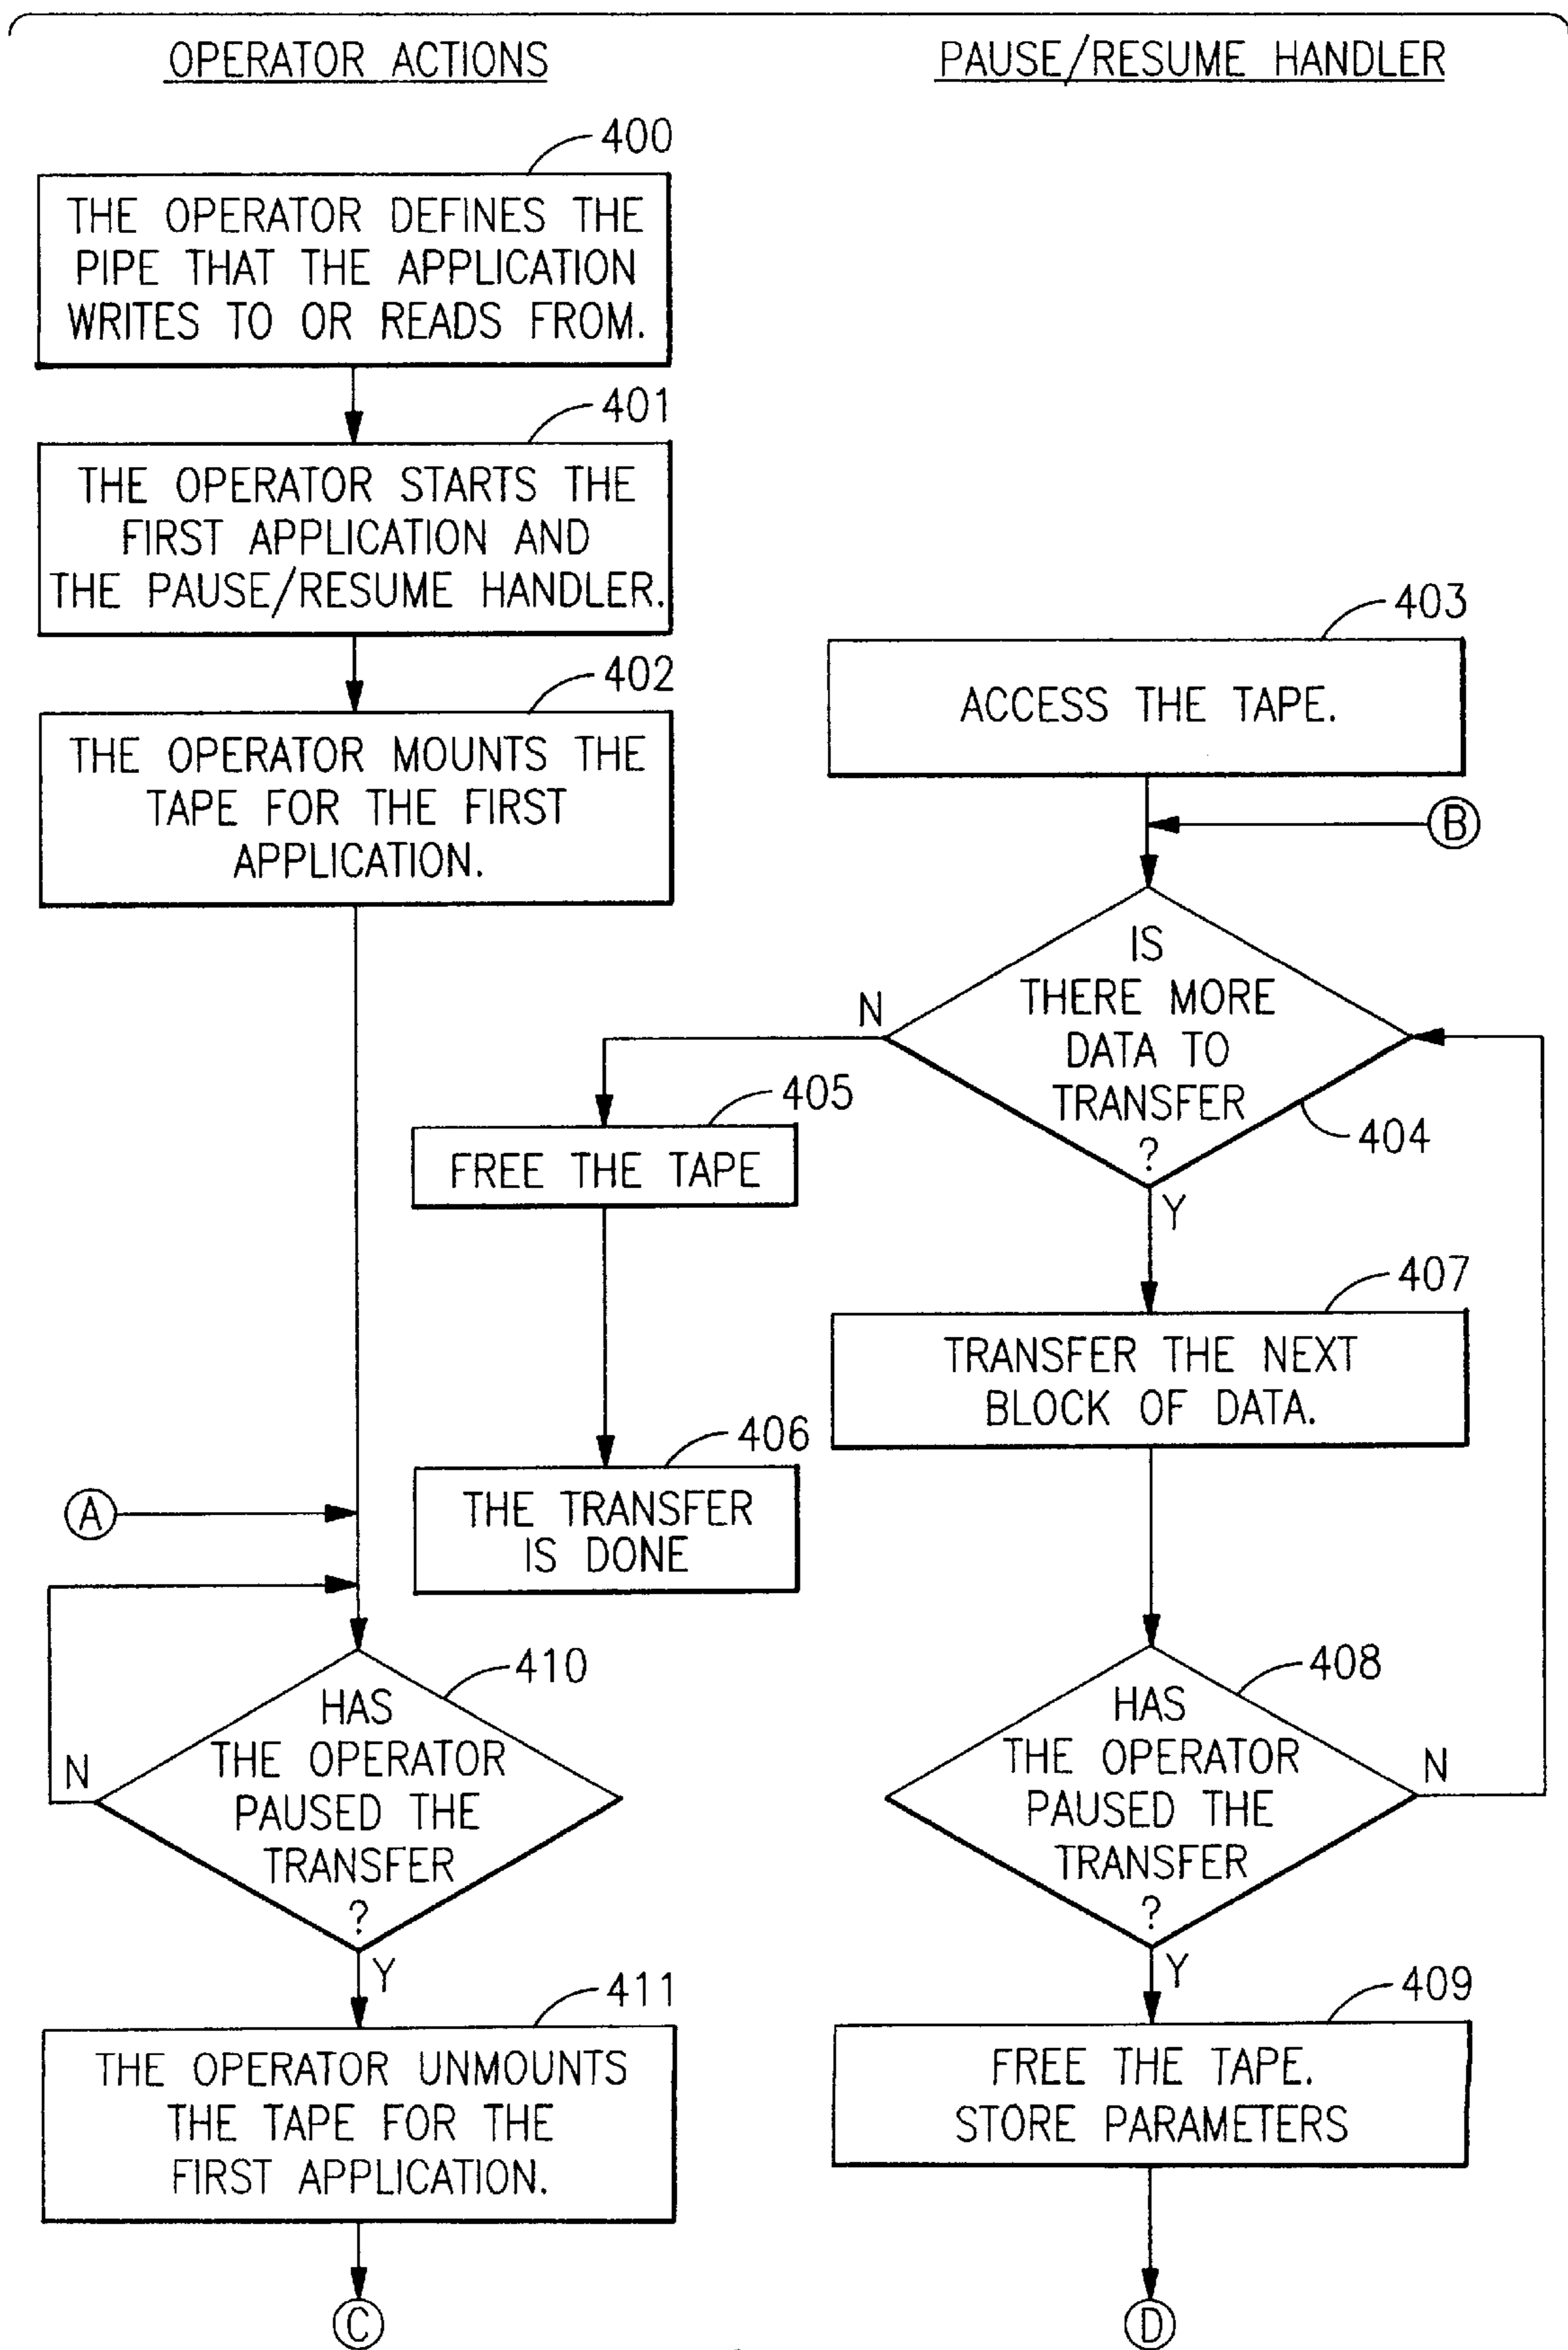 OPERATOR ACTIONS
PAUSE/RESUME HANDLER
400
THE OPERATOR DEFINES THE
PIPE THAT THE APPLICATION
WRITES TO OR READS FROM.
401
THE OPERATOR STARTS THE
FIRST APPLICATION AND
THE PAUSE/RESUME HANDLER.
402
THE OPERATOR MOUNTS THE
TAPE FOR THE FIRST
APPLICATION.
403
ACCESS THE TAPE.
B
IS
THERE MORE
DATA TO
TRANSFER
?
404
N
Y
405
FREE THE TAPE
406
THE TRANSFER
IS DONE
407
TRANSFER THE NEXT
BLOCK OF DATA.
A
410
HAS
THE OPERATOR
PAUSED THE
TRANSFER
?
N
Y
408
HAS
THE OPERATOR
PAUSED THE
TRANSFER
?
N
Y
411
THE OPERATOR UNMOUNTS
THE TAPE FOR THE
FIRST APPLICATION.
409
FREE THE TAPE.
STORE PARAMETERS
C
D